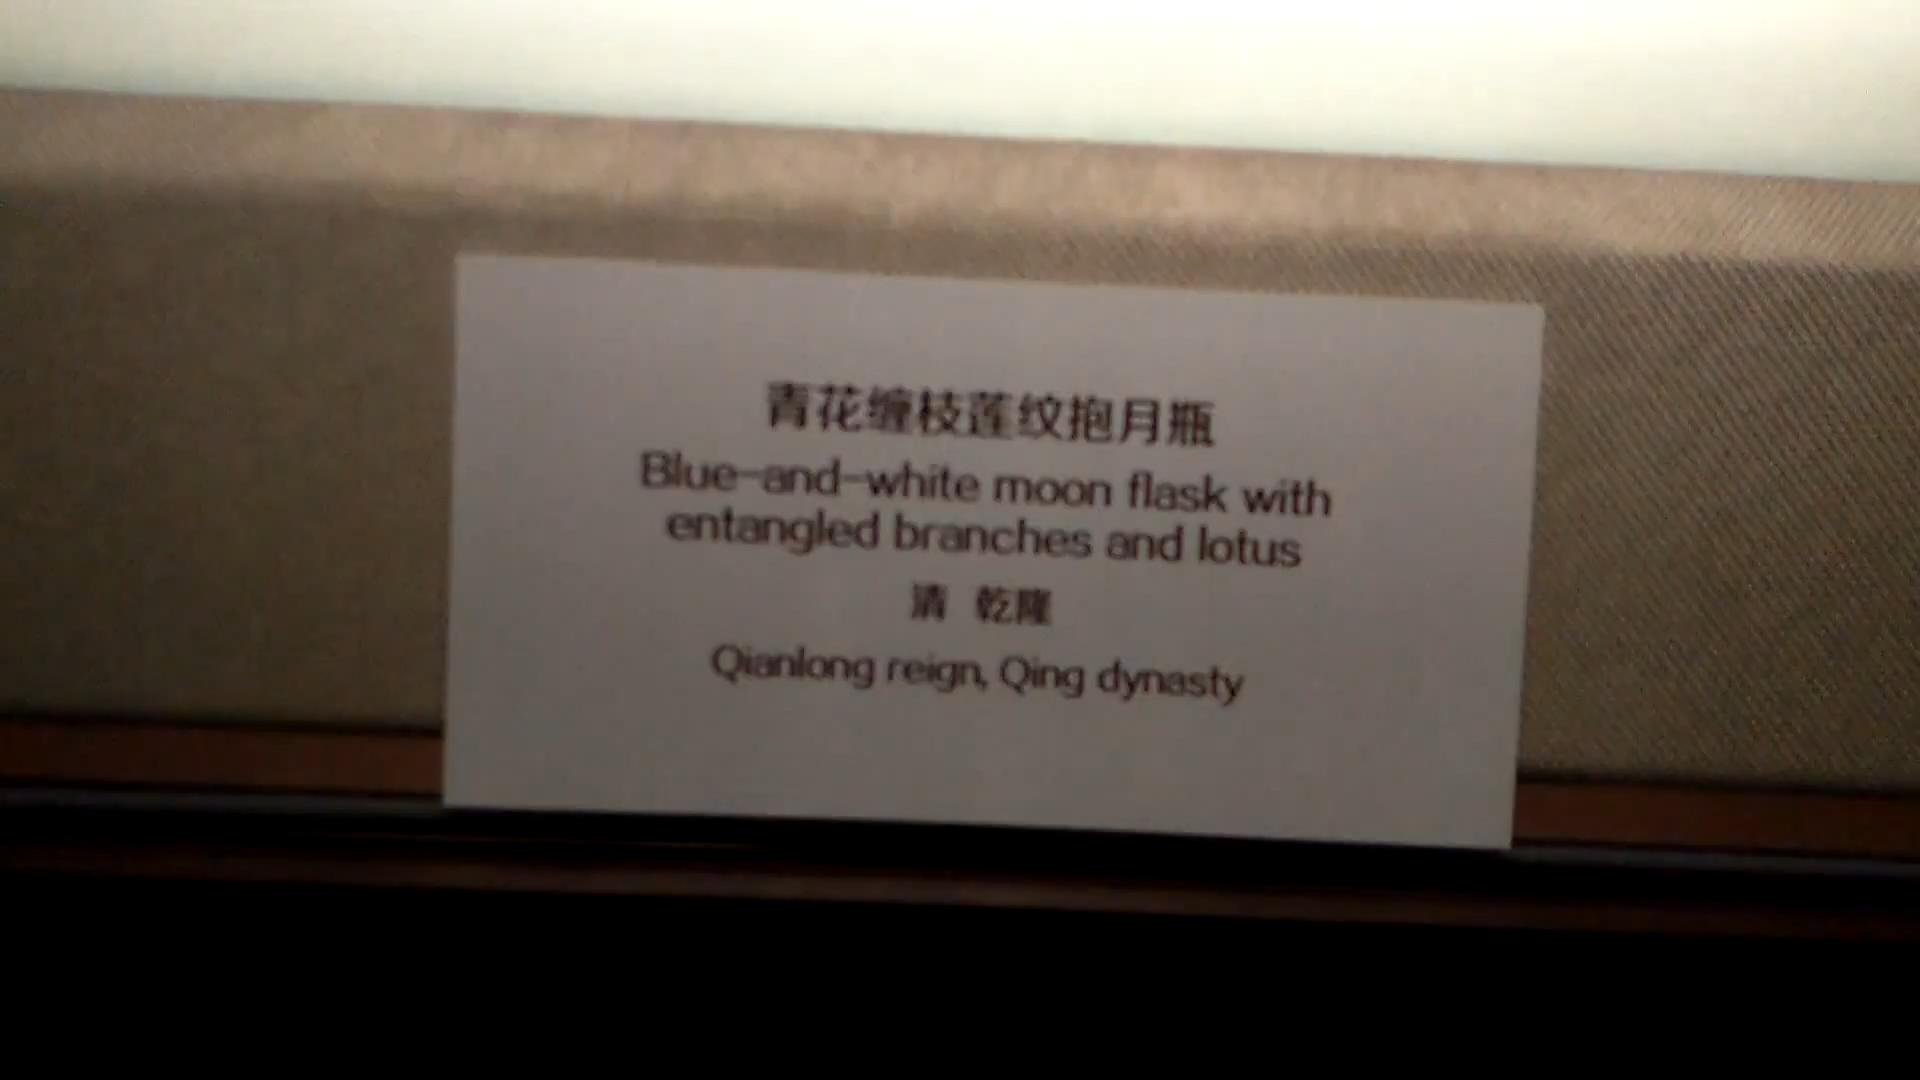 青花缠枝莲纹抱月瓶
Blue-and-white moon flask with
entangled branches and lotus
清 乾隆
Qianlong reign, Qing dynasty